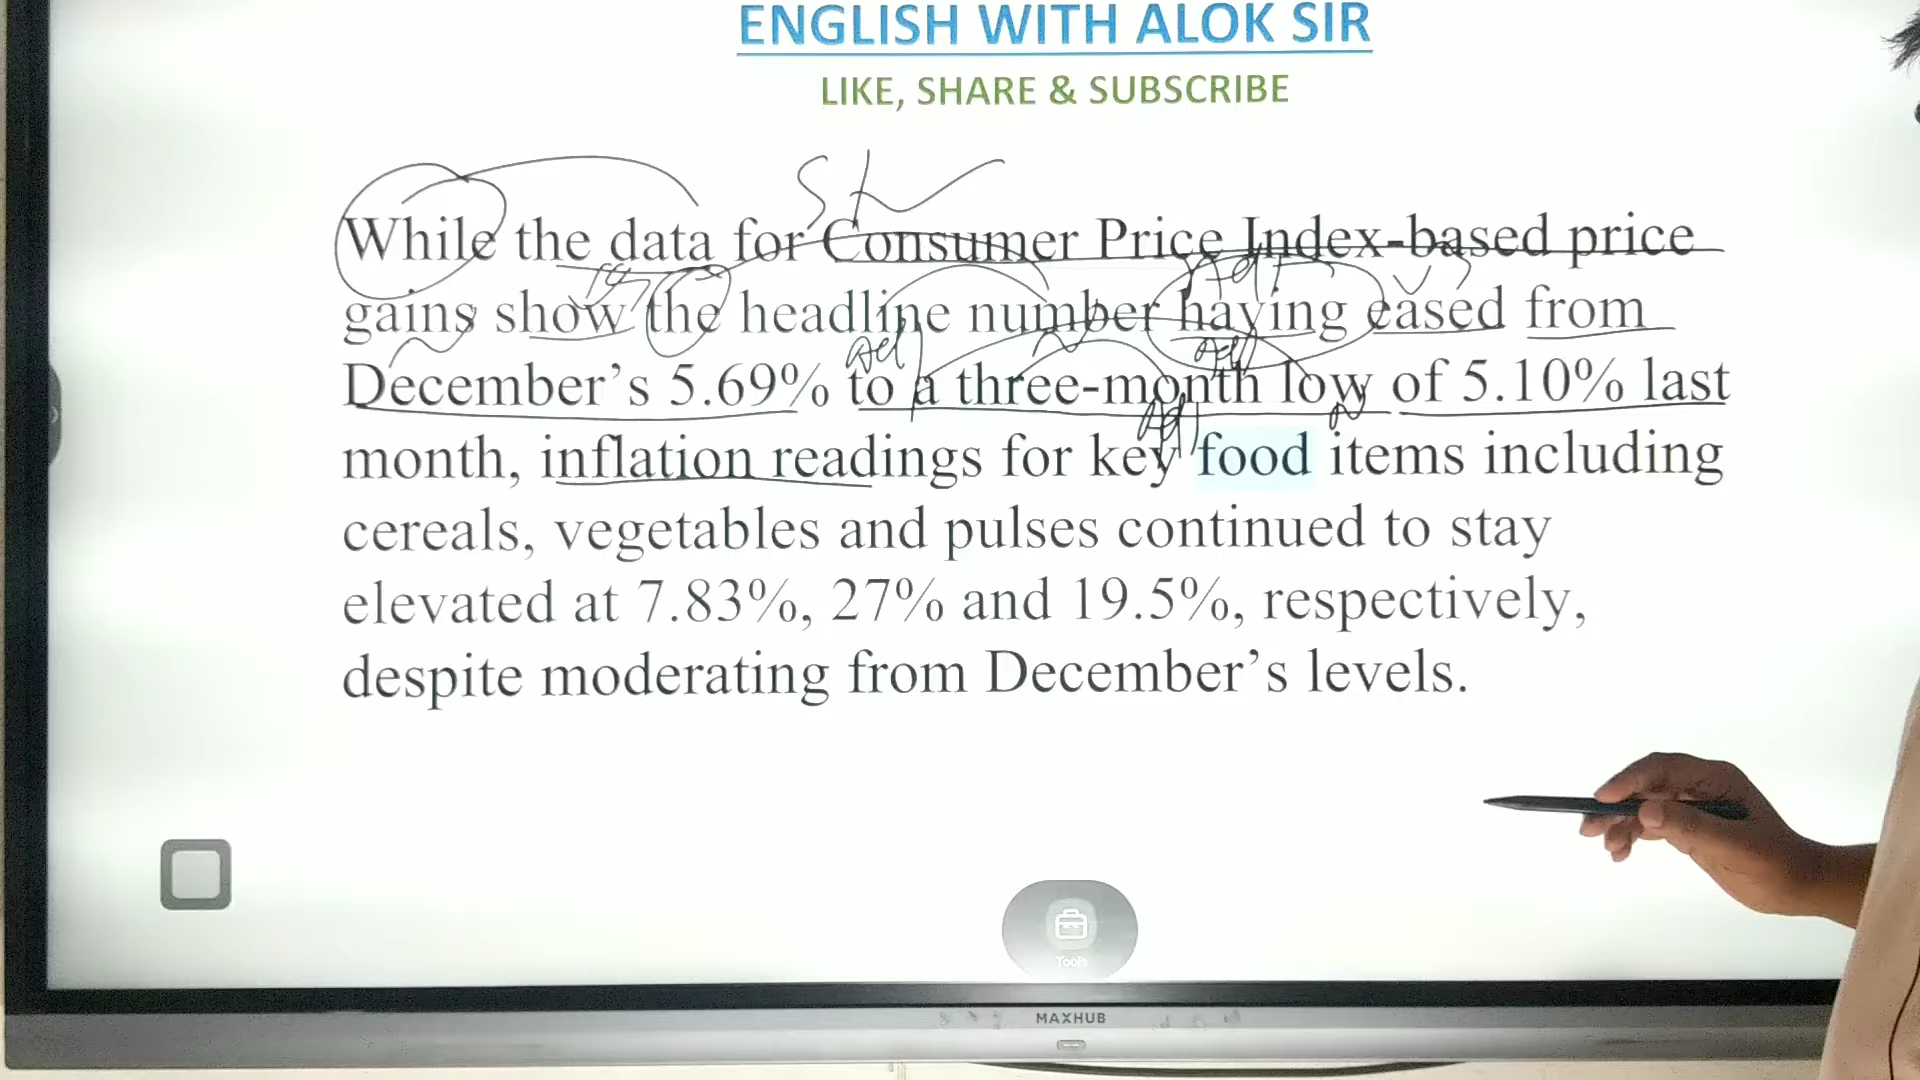 ENGLISH WITH ALOK SIR
LIKE, SHARE & SUBSCRIBE
While the data for Consumer Price Index-based price
gains show the headline number having eased from
December’s 5.69% to a three-month low of 5.10% last
month, inflation readings for key food items including
cereals, vegetables and pulses continued to stay
elevated at 7.83%, 27% and 19.5%, respectively,
despite moderating from December’s levels.
Tools
MAXHUB